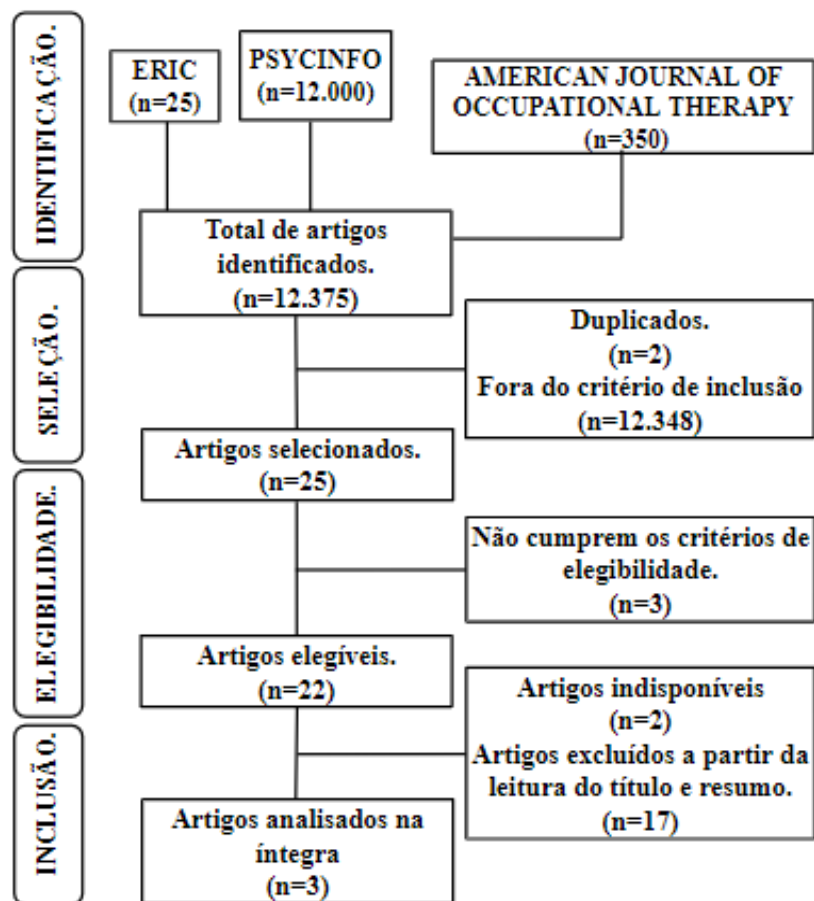 IDENTIFICAÇÃO.
ERIC
(n=25)
PSYCINFO
(n=12.000)
AMERICAN JOURNAL OF
OCCUPATIONAL THERAPY
(n=350)
Total de artigos
identificados.
(n=12.375)
SELEÇÃO.
Duplicados.
(n=2)
Fora do critério de inclusão
(n=12.348)
Artigos selecionados.
(n=25)
ELEGIBILIDADE.
Não cumprem os critérios de
elegibilidade.
(n=3)
Artigos elegíveis.
(n=22)
Artigos indisponíveis
(n=2)
Artigos excluídos a partir da
leitura do título e resumo.
(n=17)
INCLUSÃO.
Artigos analisados na
íntegra
(n=3)